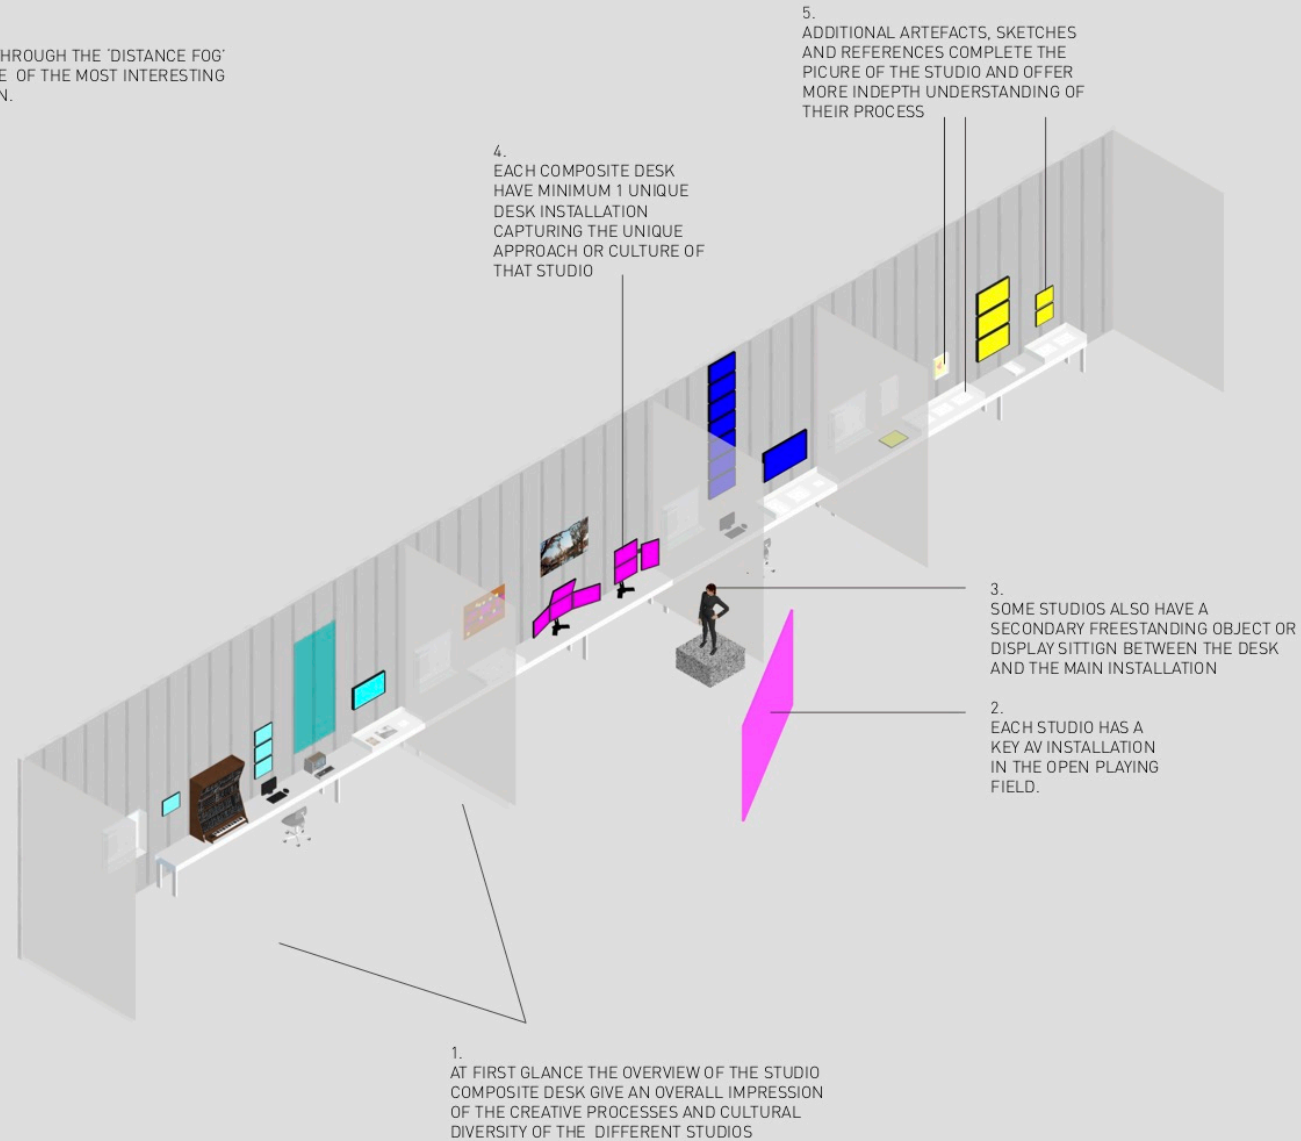 HROUGH THE 'DISTANCE FOG'
E OF THE MOST INTERESTING
N.
5.
ADDITIONAL ARTEFACTS, SKETCHES
AND REFERENCES COMPLETE THE
PICURE OF THE STUDIO AND OFFER
MORE INDEPTH UNDERSTANDING OF
THEIR PROCESS
4.
EACH COMPOSITE DESK
HAVE MINIMUM 1 UNIQUE
DESK INSTALLATION
CAPTURING THE UNIQUE
APPROACH OR CULTURE OF
THAT STUDIO
3.
SOME STUDIOS ALSO HAVE A
SECONDARY FREESTANDING OBJECT OR
DISPLAY SITTIGN BETWEEN THE DESK
AND THE MAIN INSTALLATION
2.
EACH STUDIO HAS A
KEY AV INSTALLATION
IN THE OPEN PLAYING
FIELD.
1.
AT FIRST GLANCE THE OVERVIEW OF THE STUDIO
COMPOSITE DESK GIVE AN OVERALL IMPRESSION
OF THE CREATIVE PROCESSES AND CULTURAL
DIVERSITY OF THE  DIFFERENT STUDIOS